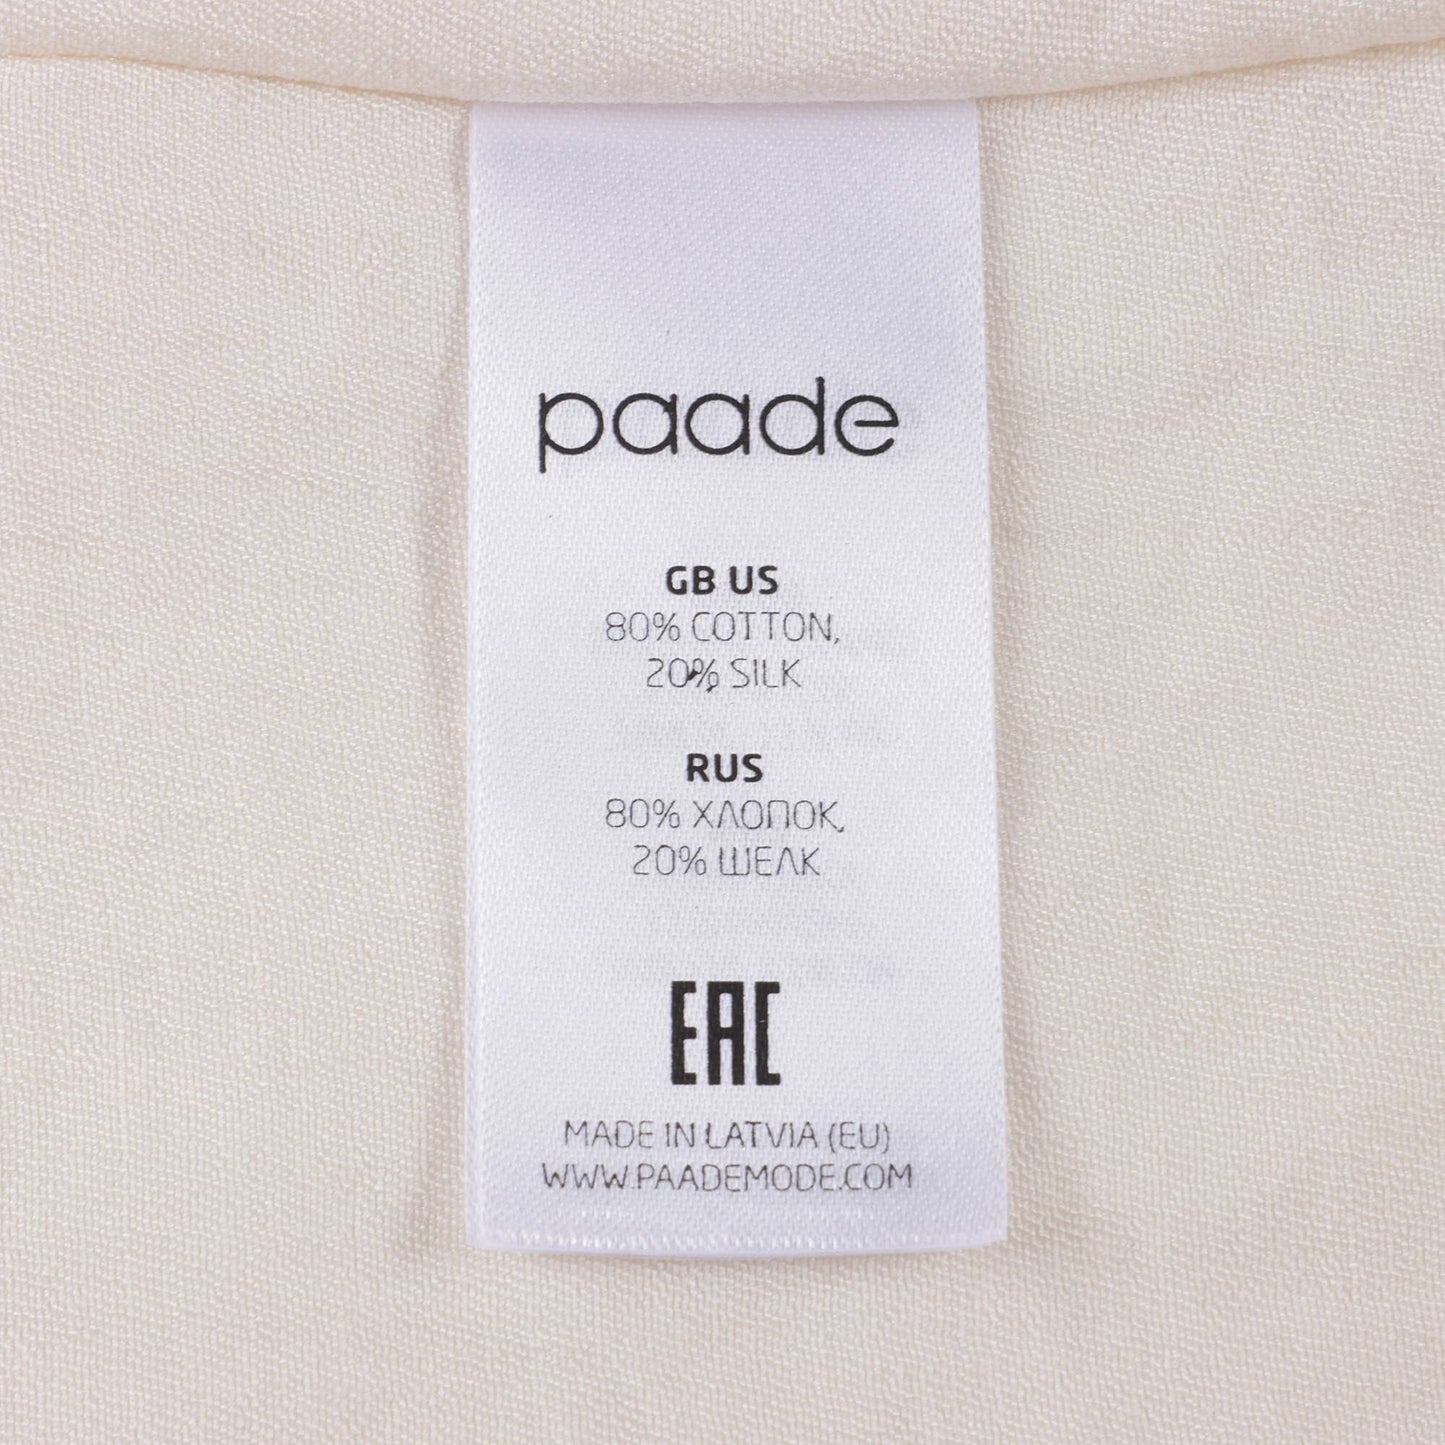 paade
GB US
80% COTTON,
20% SILK
RUS
80% ХЛОПОК,
20% ШЕЛК
EAC
MADE IN LATVIA (EU)
WWW.PAADEMODE.COM